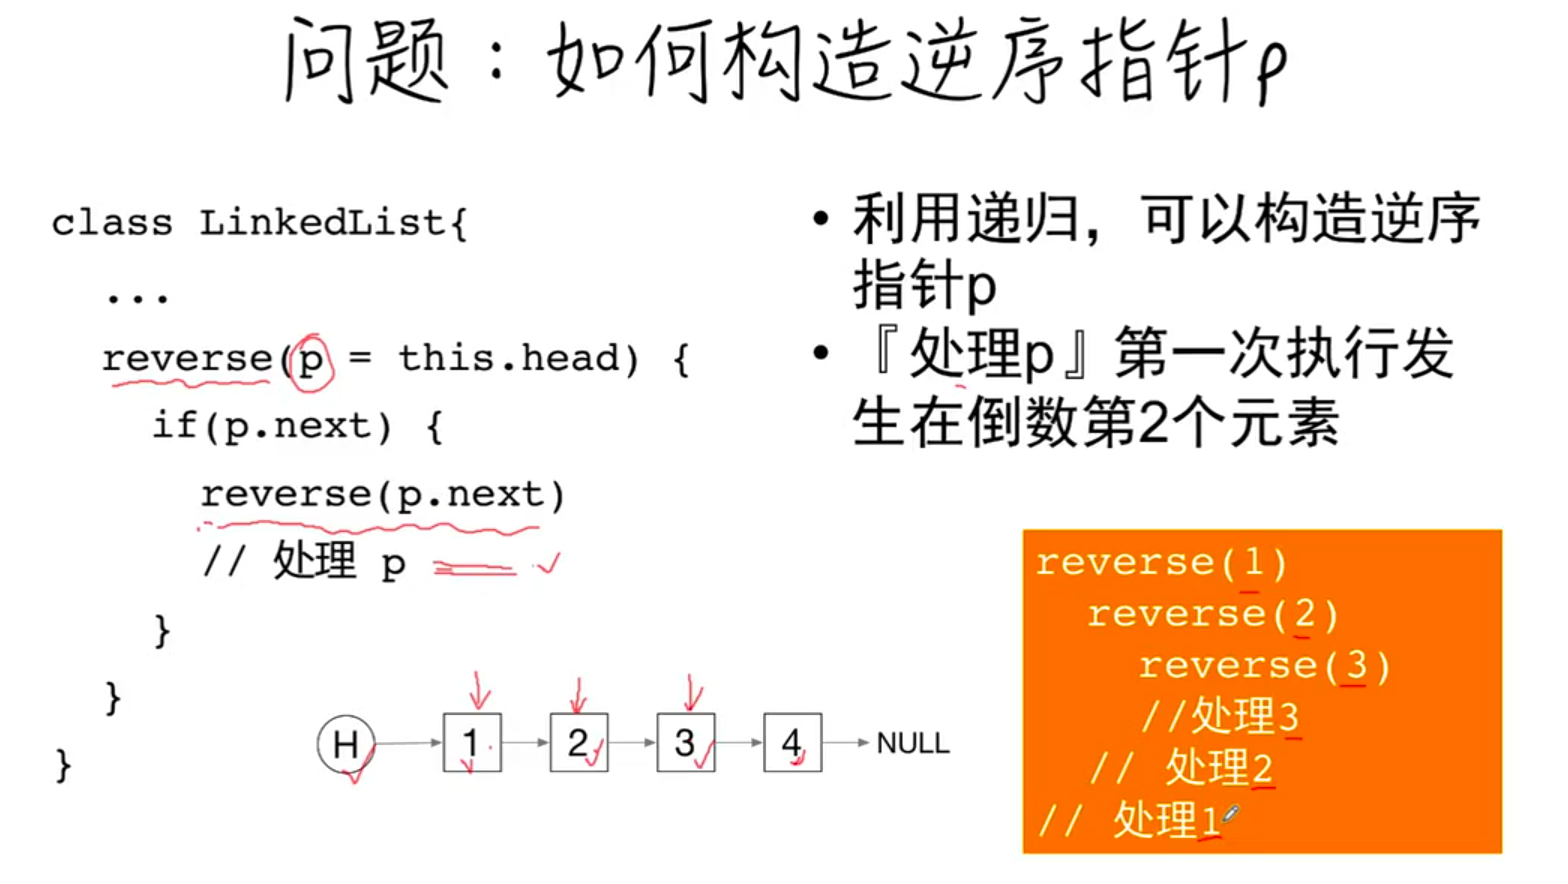 问题：如何构造逆序指针p
class LinkedList{
...
reverse(p = this.head) {
if(p.next) {
reverse(p.next)
// 处理 p
}
}
}
• 利用递归，可以构造逆序
指针p
• 『处理p』第一次执行发
生在倒数第2个元素
reverse(1)
reverse(2)
reverse(3)
//处理3
// 处理2
// 处理1
H 1 2 3 4 NULL